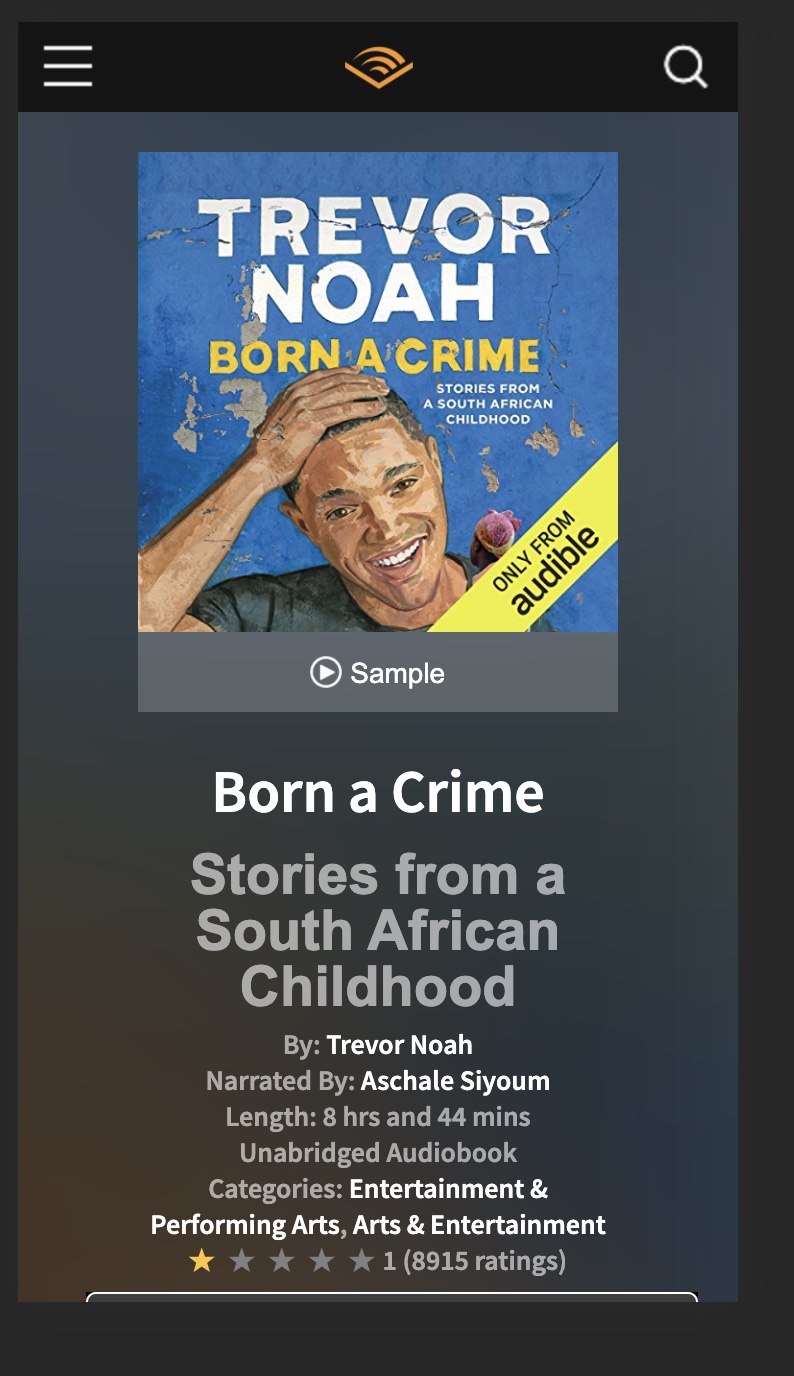 TREVOR
NOAH
BORN A CRIME
STORIES FROM
A SOUTH AFRICAN
CHILDHOOD
ONLY FROM
audible
Sample
Born a Crime
Stories from a
South African
Childhood
By: Trevor Noah
Narrated By: Aschale Siyoum
Length: 8 hrs and 44 mins
Unabridged Audiobook
Categories: Entertainment &
Performing Arts, Arts & Entertainment
1 (8915 ratings)